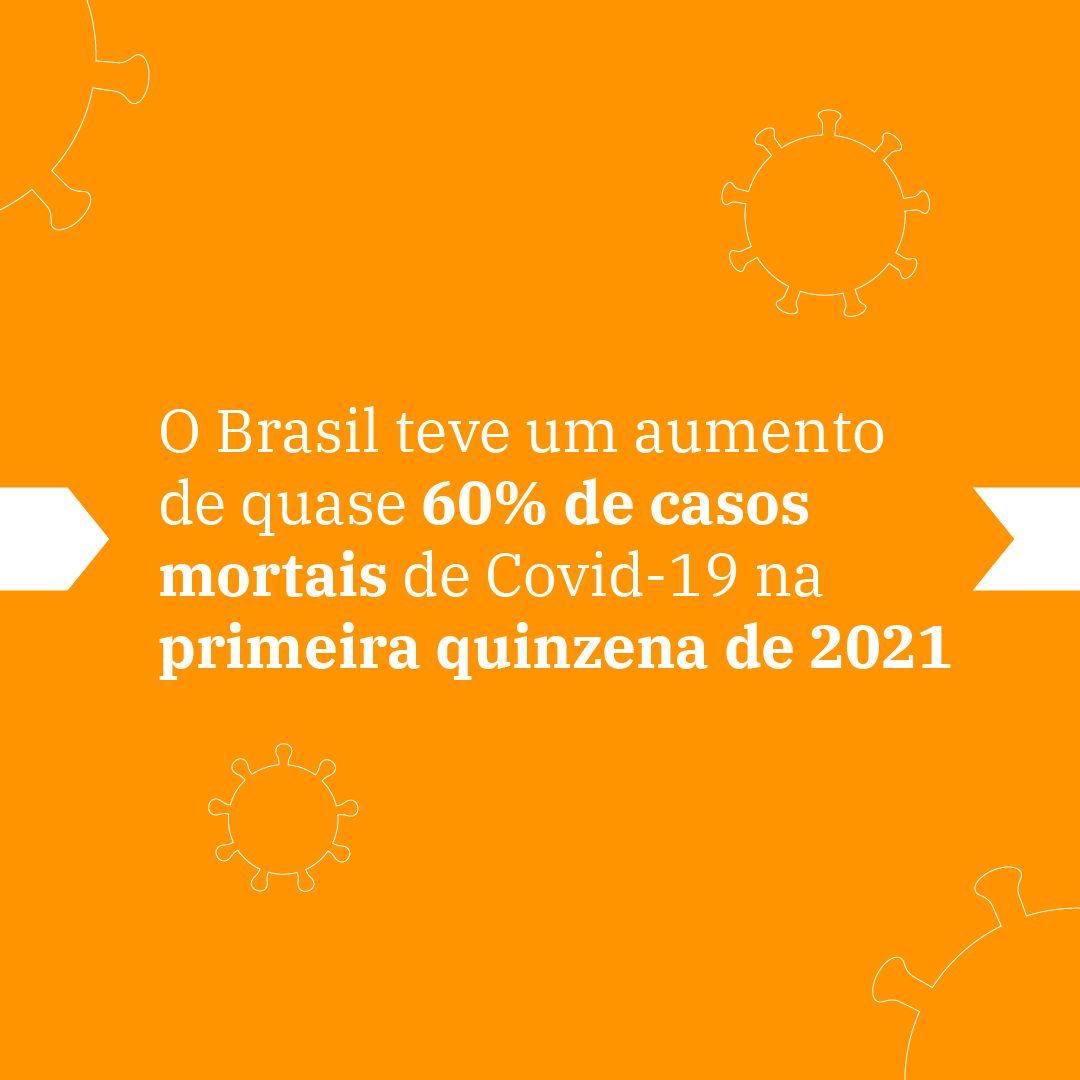 O Brasil teve um aumento
de quase 60% de casos
mortais de Covid-19 na
primeira quinzena de 2021